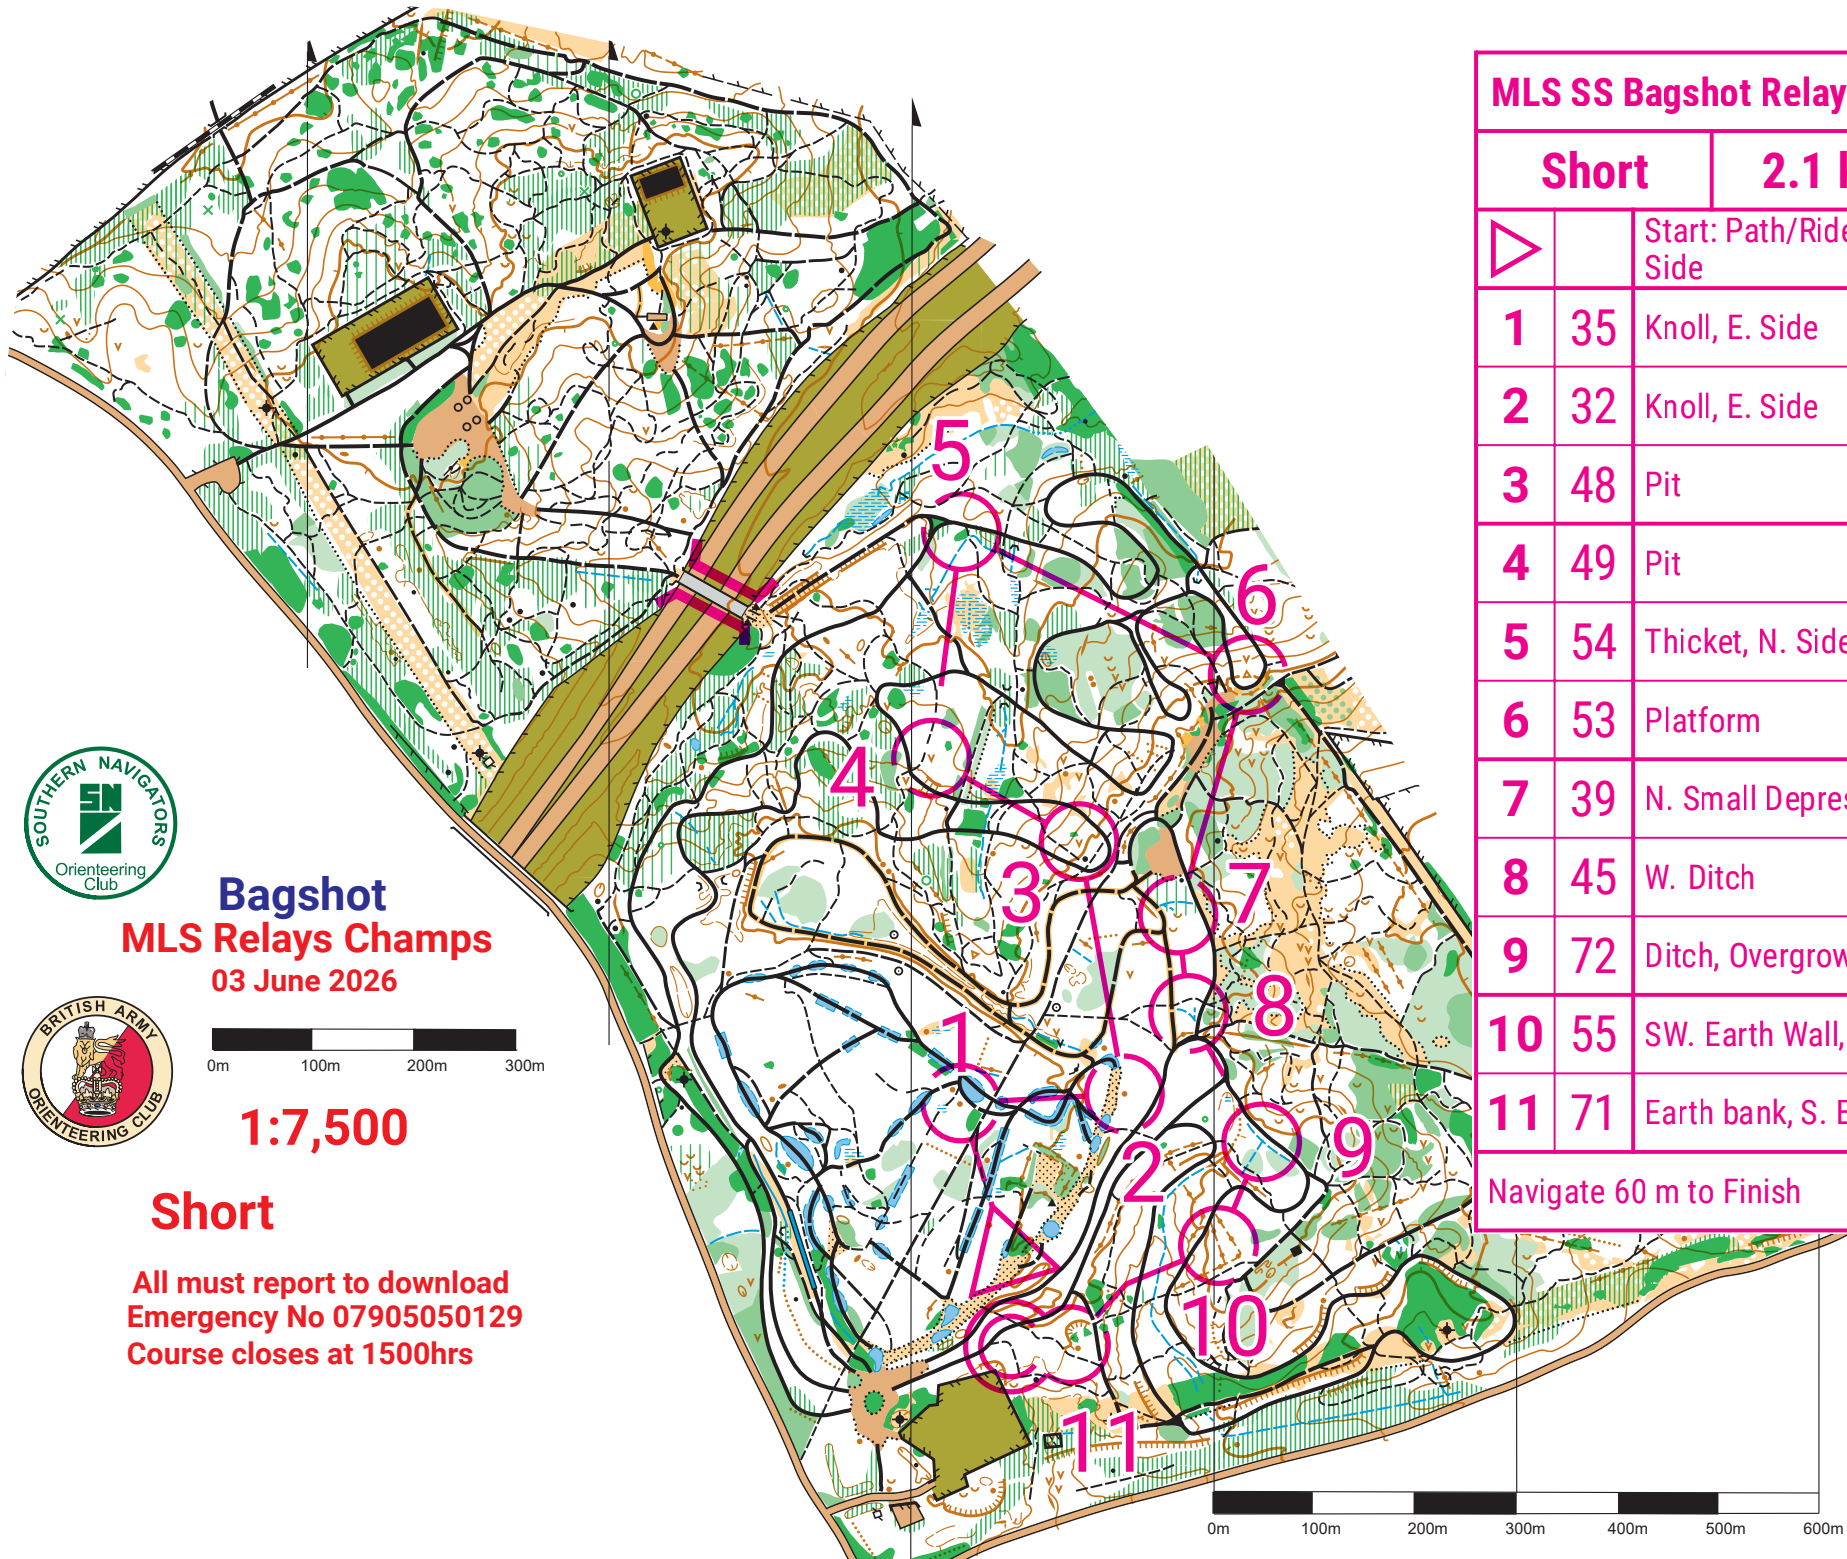 MLS SS Bagshot Relay
Short 2.1
Start: Path/Ride
Side
1 35 Knoll, E. Side
2 32 Knoll, E. Side
3 48 Pit
4 49 Pit
5 54 Thicket, N. Side
6 53 Platform
7 39 N. Small Depres
8 45 W. Ditch
9 72 Ditch, Overgrow
10 55 SW. Earth Wall,
11 71 Earth bank, S. E
Navigate 60 m to Finish
5
6
4
3
7
8
1
2
9
10
11
SOUTHERN NAVIGATORS
SN
Orienteering
Club
Bagshot
MLS Relays Champs
03 June 2026
BRITISH ARMY
ORIENTEERING CLUB
0m 100m 200m 300m
1:7,500
Short
All must report to download
Emergency No 07905050129
Course closes at 1500hrs
0m 100m 200m 300m 400m 500m 600m